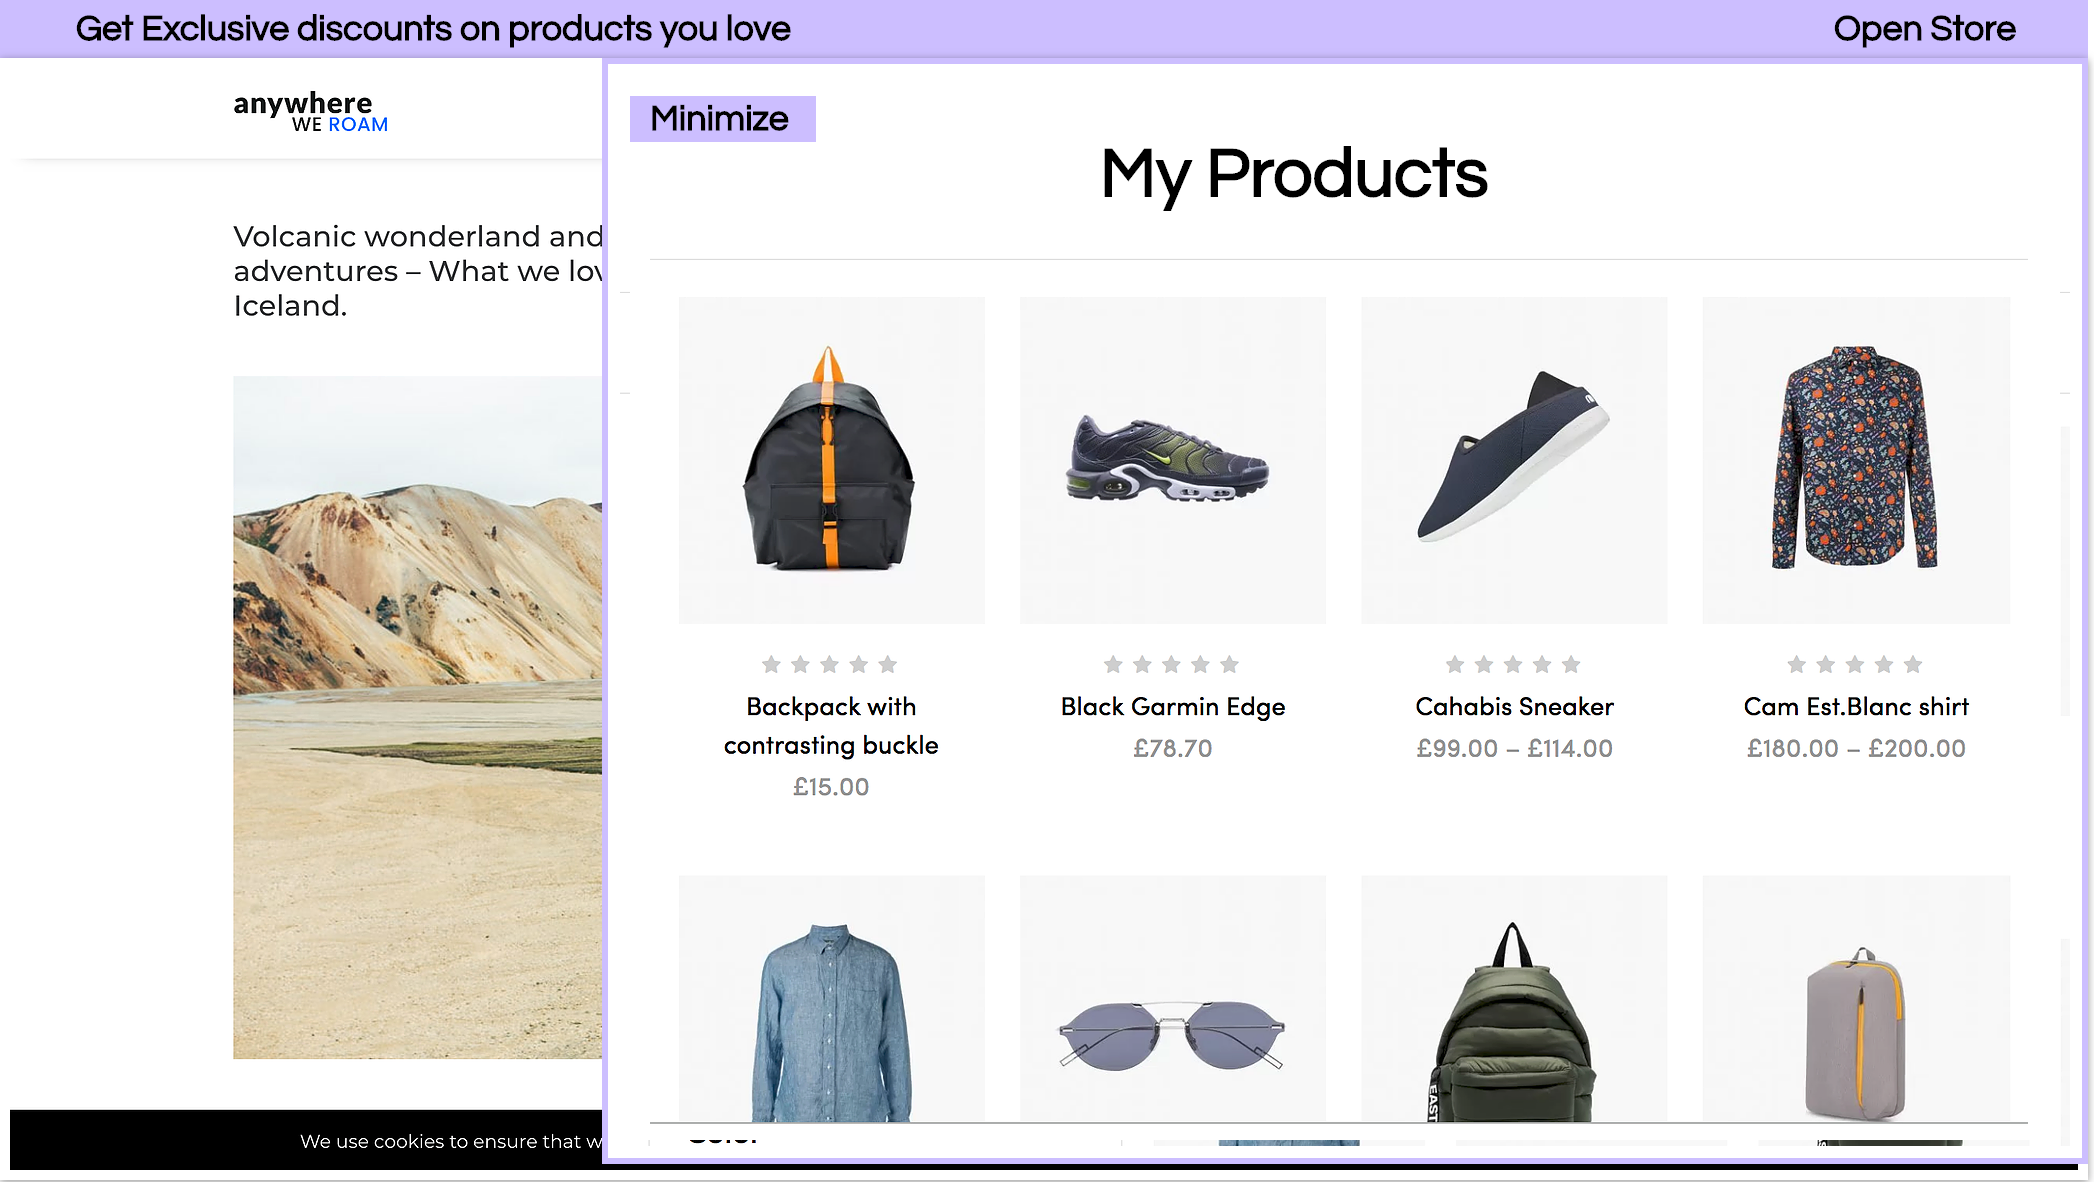 Get Exclusive discounts on products you love
Open Store
anywhere
WE ROAM
Minimize
My Products
Volcanic wonderland and
adventures – What we lov
Iceland.
Backpack with
contrasting buckle
£15.00
Black Garmin Edge
£78.70
Cahabis Sneaker
£99.00 – £114.00
Cam Est.Blanc shirt
£180.00 – £200.00
EAST
We use cookies to ensure that w